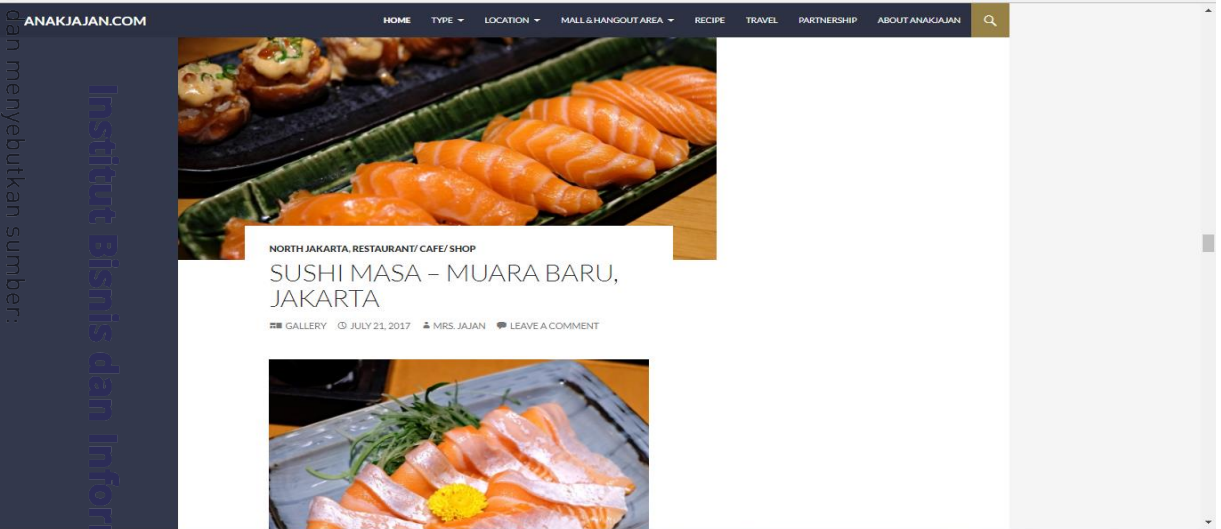 ANAKJAJAN.COM
HOME TYPE LOCATION MALL & HANGOUT AREA RECIPE TRAVEL PARTNERSHIP ABOUT ANAKJAJAN
NORTH JAKARTA, RESTAURANT/ CAFE/ SHOP
SUSHI MASA – MUARA BARU,
JAKARTA
GALLERY JULY 21, 2017 MRS. JAJAN LEAVE A COMMENT
dan menyebutkan sumber:
Institut Bisnis dan Infor